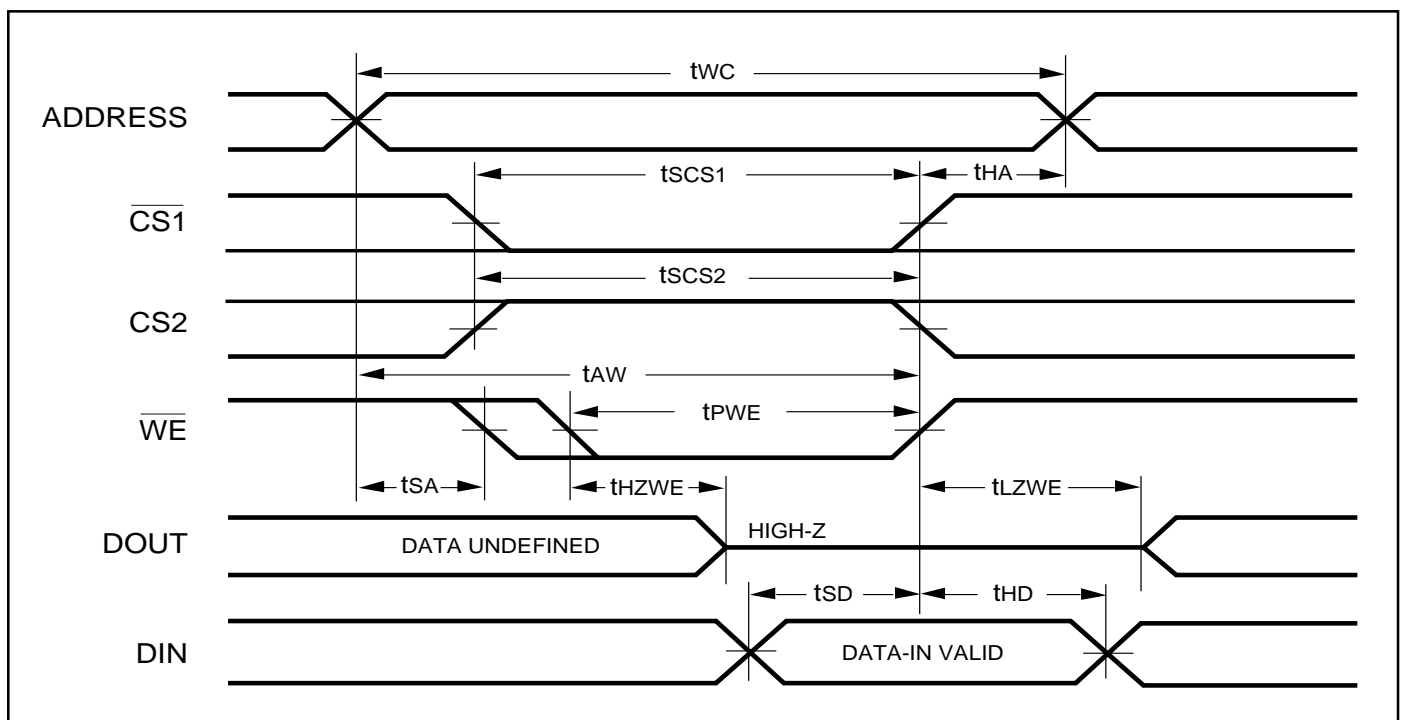 tWC
ADDRESS
tSCS1
tHA
CS1
tSCS2
CS2
tAW
tPWE
WE
tSA
tHZWE
tLZWE
DOUT
DATA UNDEFINED
HIGH-Z
tSD
tHD
DIN
DATA-IN VALID